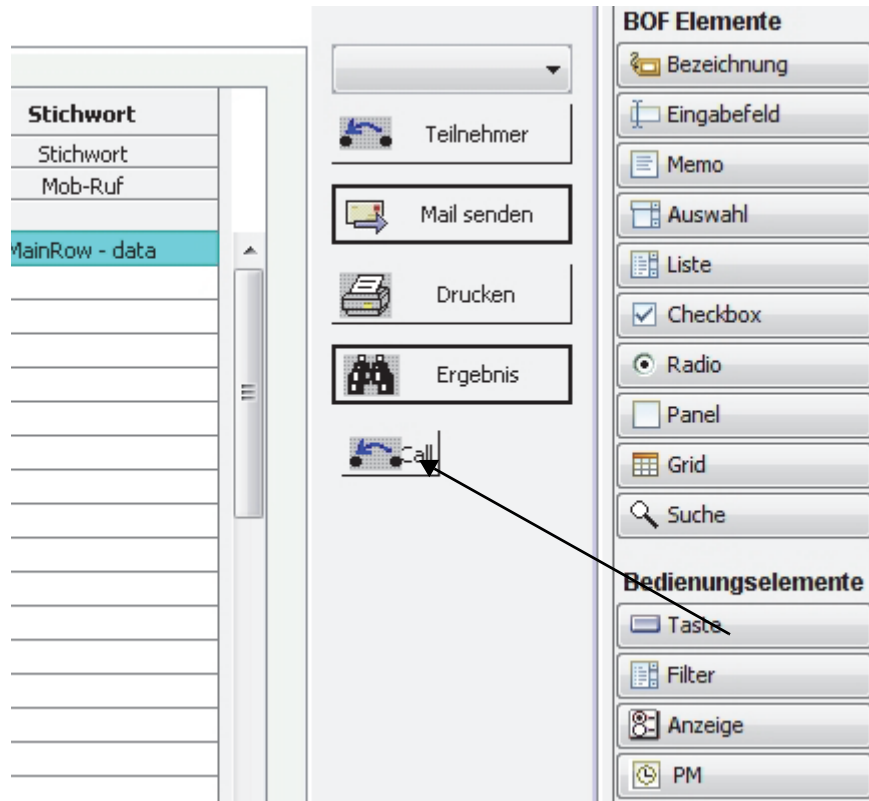 Stichwort
Stichwort
Mob-Ruf
MainRow - data
Teilnehmer
Mail senden
Drucken
Ergebnis
Call
BOF Elemente
Bezeichnung
Eingabefeld
Memo
Auswahl
Liste
Checkbox
Radio
Panel
Grid
Suche
Bedienungselemente
Taste
Filter
Anzeige
PM